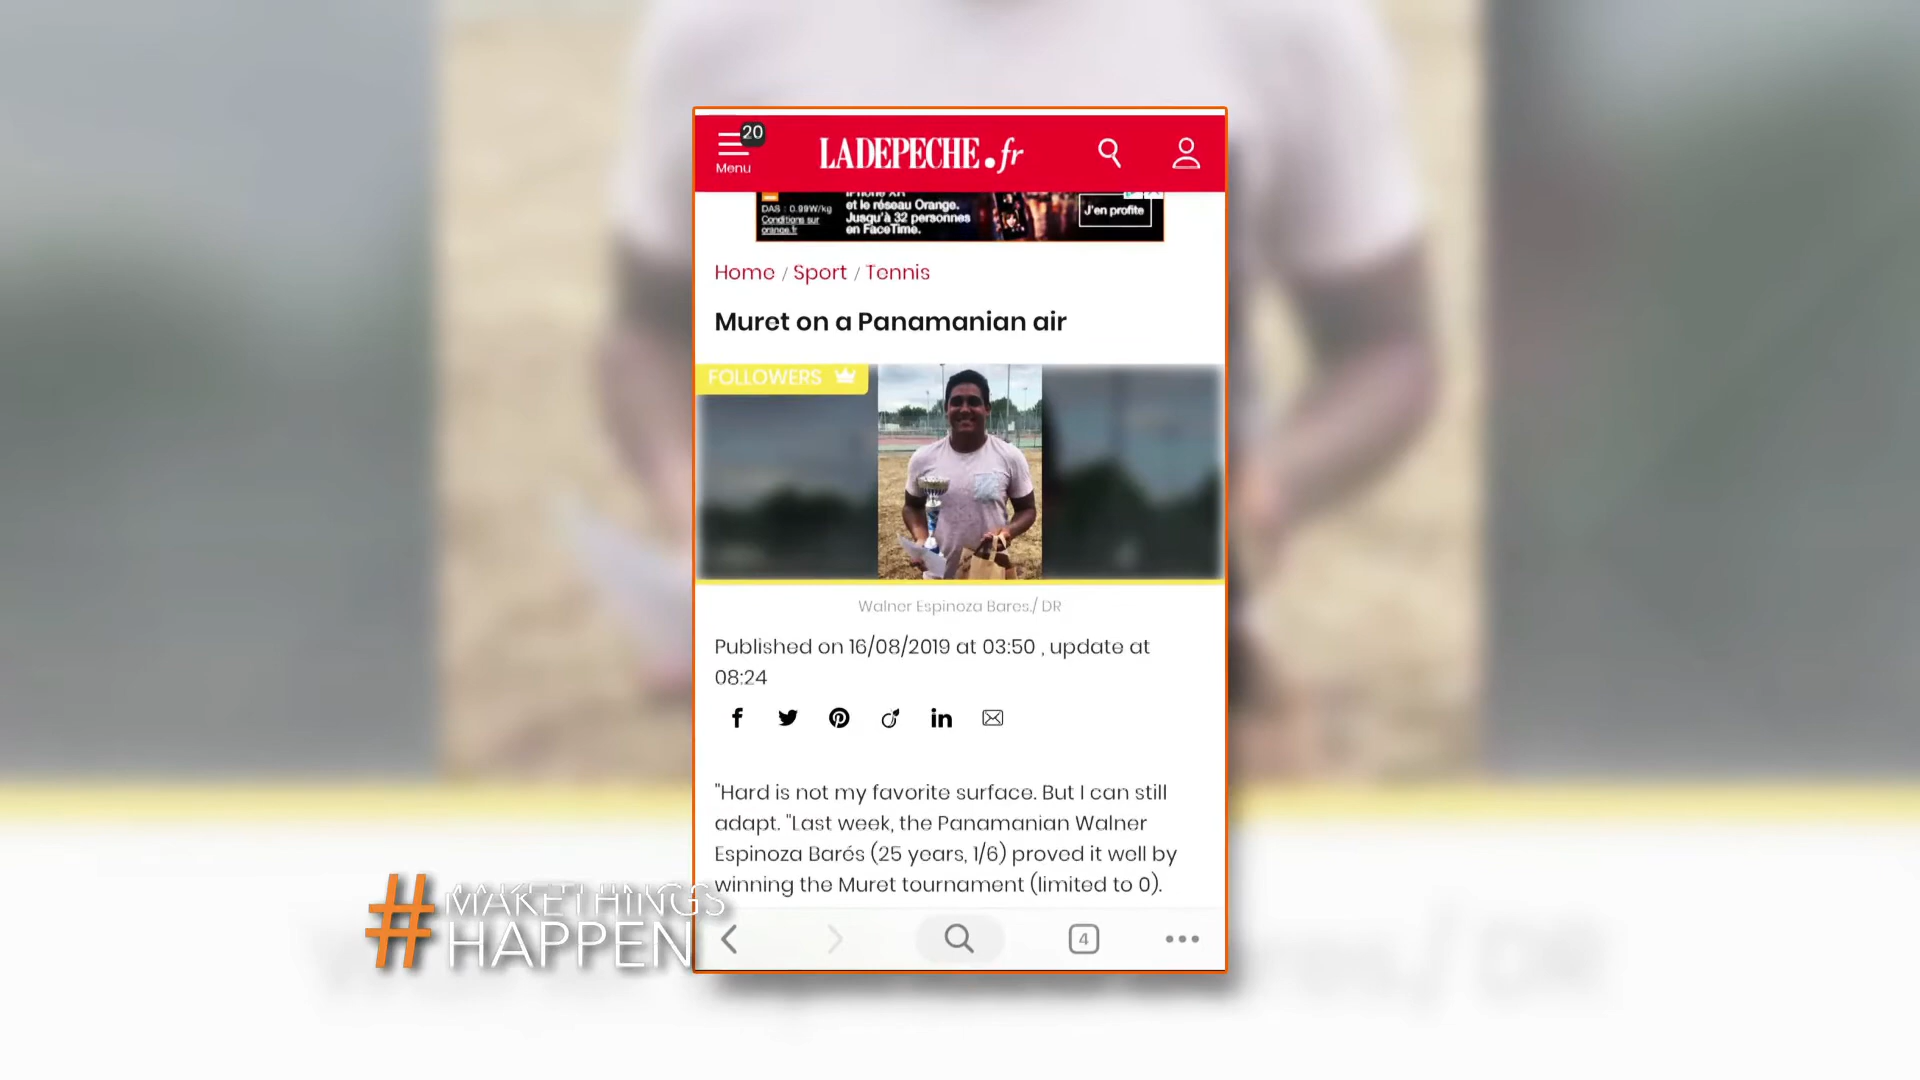 20
Menu
LADEPECHE.fr
iPhone XR
DAS : 0.99W/kg
Conditions sur
orange.fr
et le réseau Orange.
Jusqu'à 32 personnes
en FaceTime.
J'en profite
Home / Sport / Tennis
Muret on a Panamanian air
FOLLOWERS
Walner Espinoza Bares./ DR
Published on 16/08/2019 at 03:50 , update at
08:24
"Hard is not my favorite surface. But I can still
adapt. "Last week, the Panamanian Walner
Espinoza Barés (25 years, 1/6) proved it well by
winning the Muret tournament (limited to 0).
#MAKETHINGS
HAPPEN
4